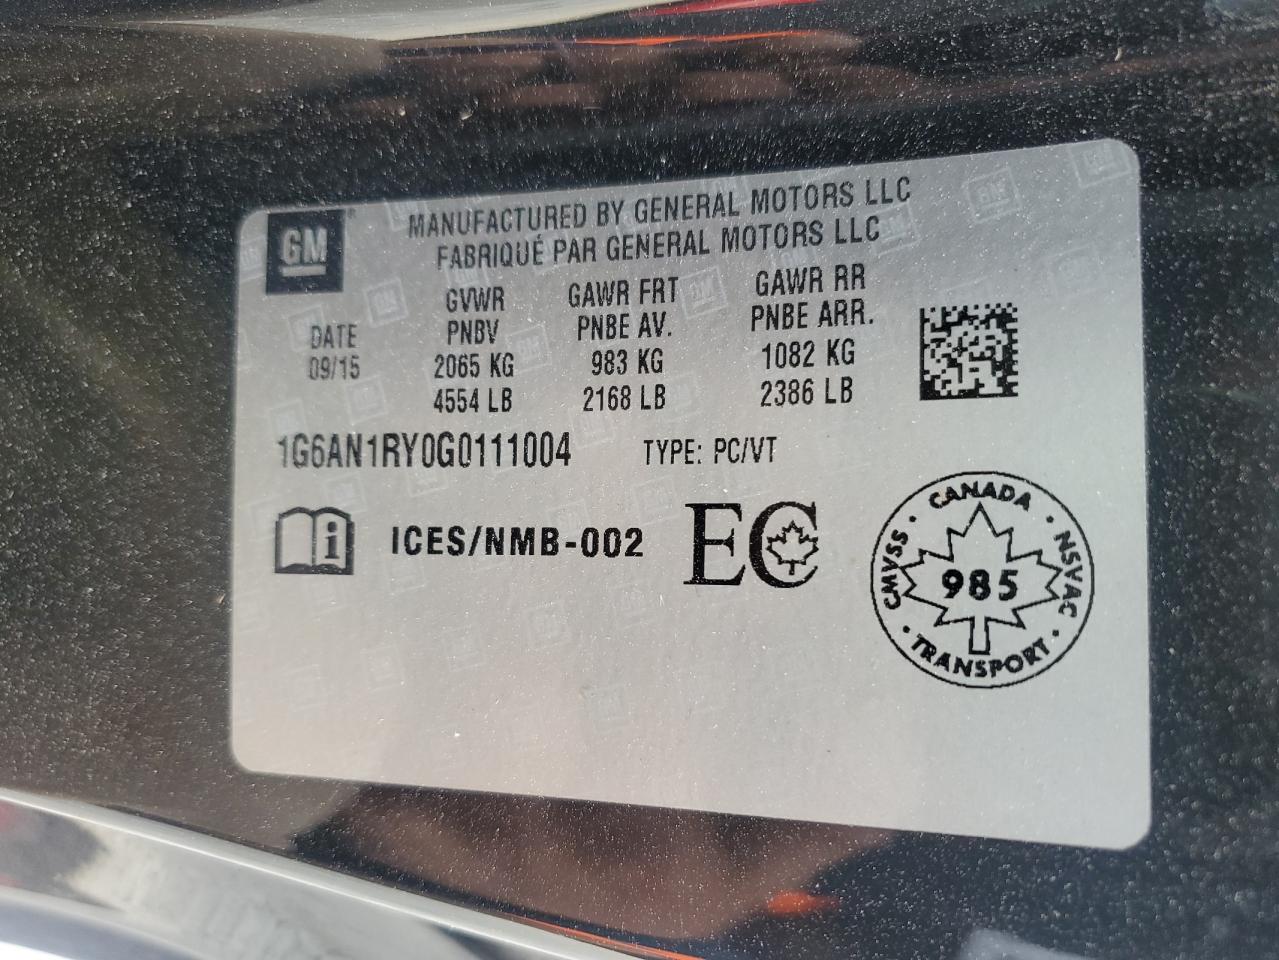 GM
MANUFACTURED BY GENERAL MOTORS LLC
FABRIQUÉ PAR GENERAL MOTORS LLC
DATE
09/15
GVWR
PNBV
2065 KG
4554 LB
GAWR FRT
PNBE AV.
983 KG
2168 LB
GAWR RR
PNBE ARR.
1082 KG
2386 LB
1G6AN1RY0G0111004 TYPE: PC/VT
i ICES/NMB-002 EC
CANADA
CMVSS 985 NSVAC
TRANSPORT